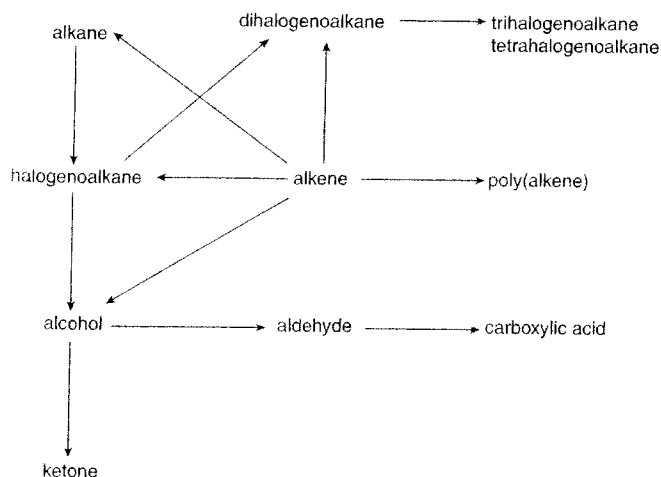 alkane
dihalogenoalkane
trihalogenoalkane
tetrahalogenoalkane
halogenoalkane
alkene
poly(alkene)
alcohol
aldehyde
carboxylic acid
ketone